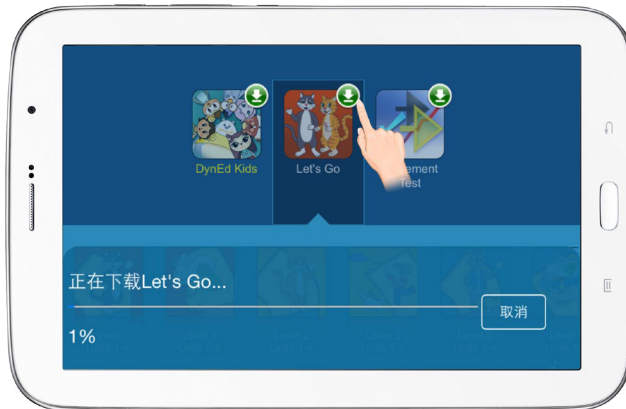 DynEd Kids
Let's Go
ement
Test
正在下载Let's Go...
取消
1%